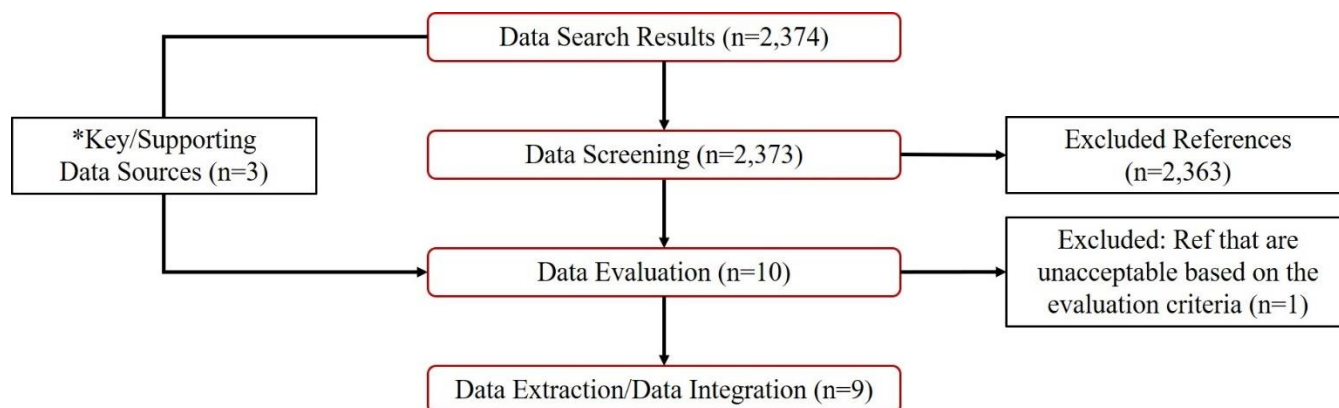 Data Search Results (n=2,374)
*Key/Supporting
Data Sources (n=3)
Data Screening (n=2,373)
Excluded References
(n=2,363)
Data Evaluation (n=10)
Excluded: Ref that are
unacceptable based on the
evaluation criteria (n=1)
Data Extraction/Data Integration (n=9)